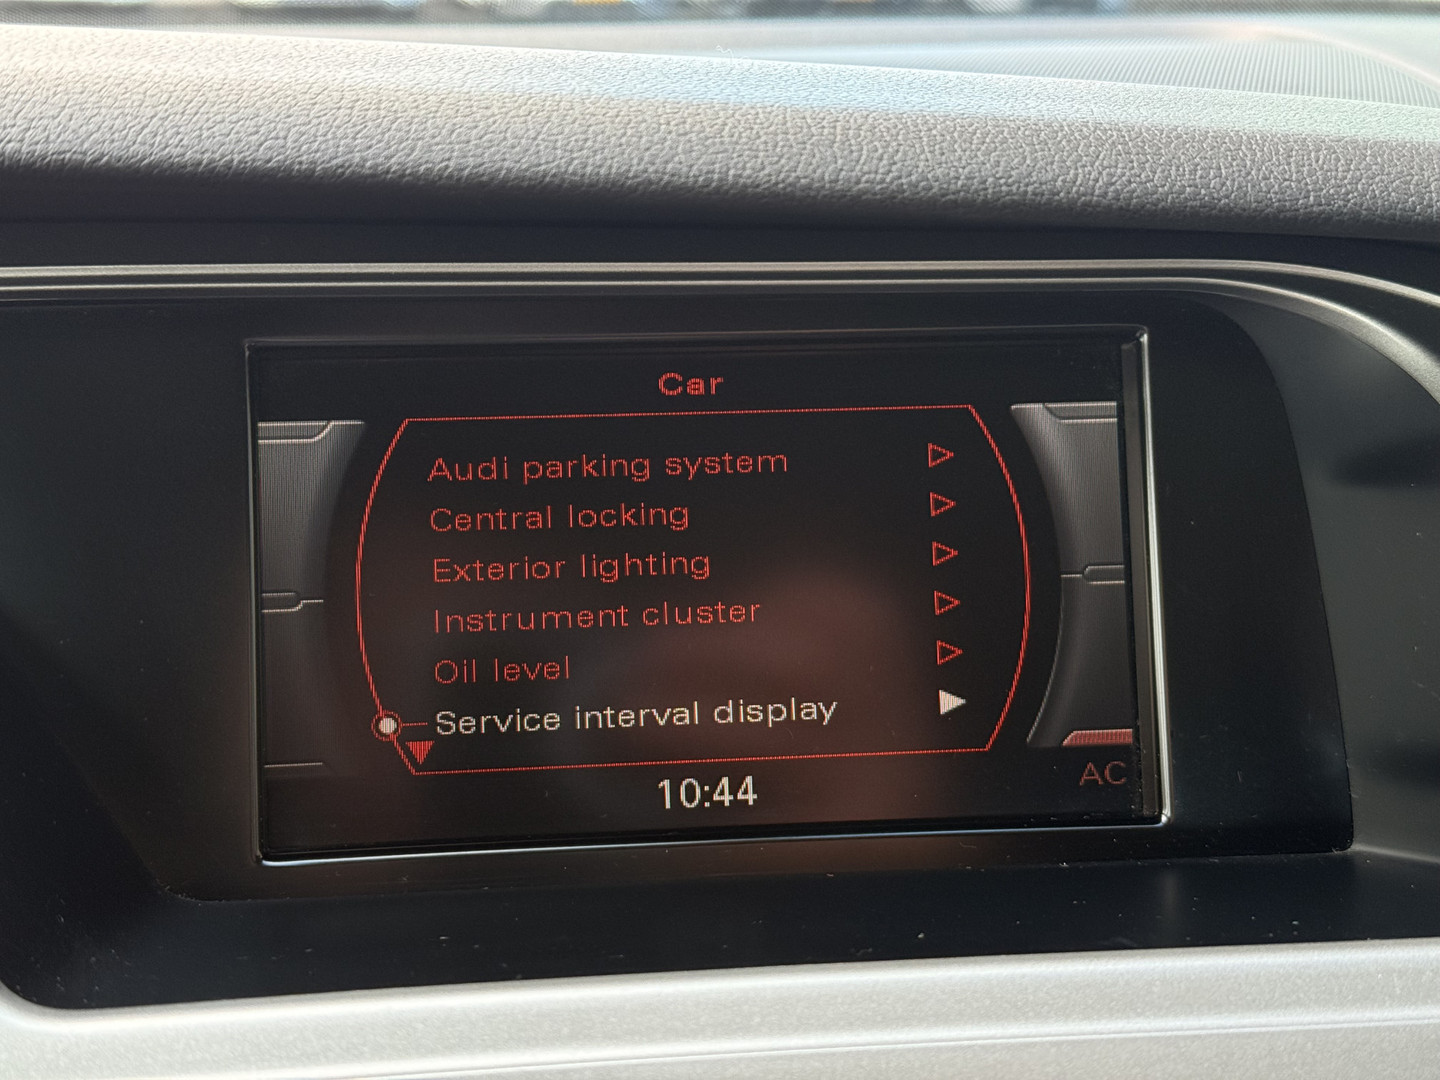 Car
Audi parking system
Central locking
Exterior lighting
Instrument cluster
Oil level
Service interval display
10:44
AC